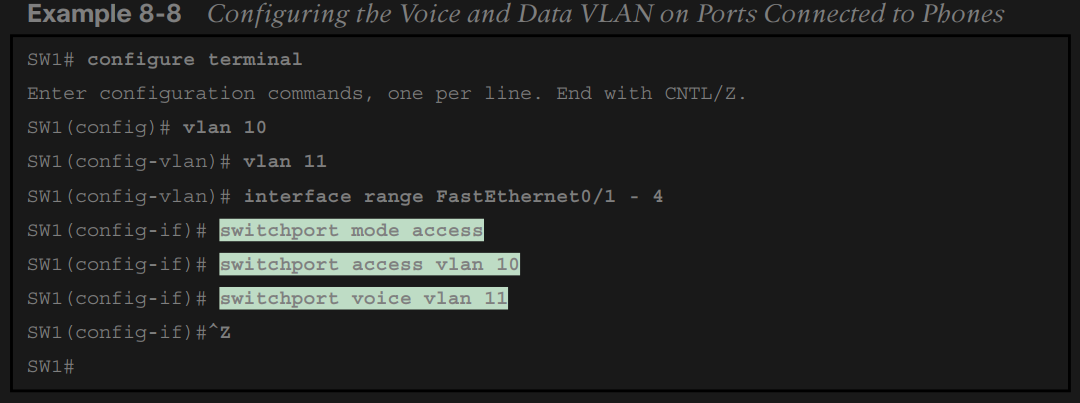 Example 8-8 Configuring the Voice and Data VLAN on Ports Connected to Phones
SW1# configure terminal
Enter configuration commands, one per line. End with CNTL/Z.
SW1(config)# vlan 10
SW1(config-vlan)# vlan 11
SW1(config-vlan)# interface range FastEthernet0/1 - 4
SW1(config-if)# switchport mode access
SW1(config-if)# switchport access vlan 10
SW1(config-if)# switchport voice vlan 11
SW1(config-if)#^Z
SW1#